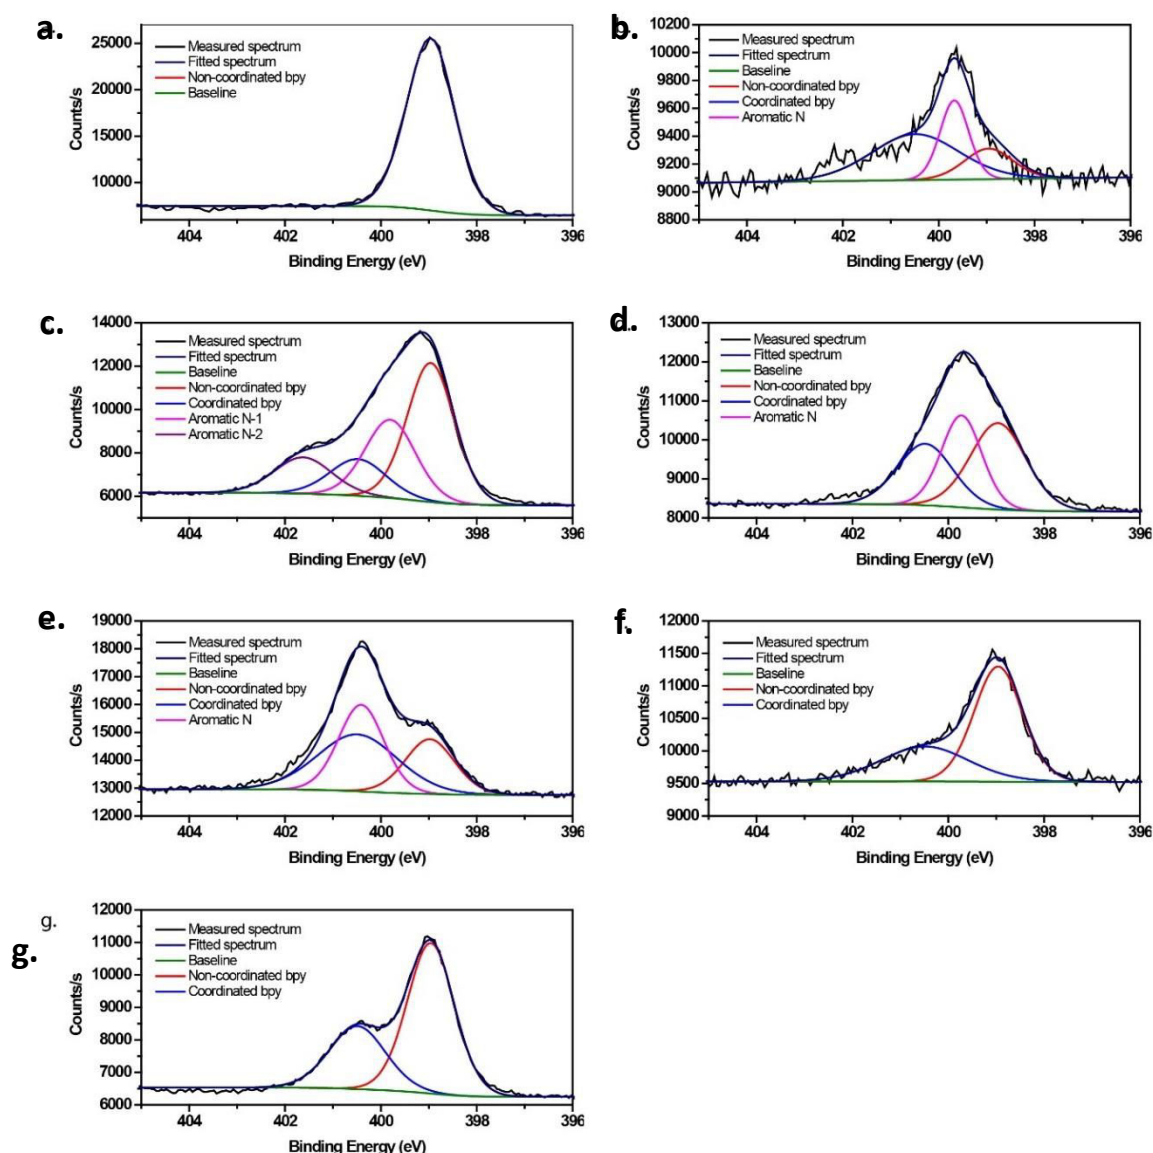 a.
25000
20000
15000
10000
Counts/s
Measured spectrum
Fitted spectrum
Non-coordinated bpy
Baseline
404 402 400 398 396
Binding Energy (eV)
b.
10200
10000
9800
9600
9400
9200
9000
8800
Counts/s
Measured spectrum
Fitted spectrum
Baseline
Non-coordinated bpy
Coordinated bpy
Aromatic N
404 402 400 398 396
Binding Energy (eV)
c.
14000
12000
10000
8000
6000
Counts/s
Measured spectrum
Fitted spectrum
Baseline
Non-coordinated bpy
Coordinated bpy
Aromatic N-1
Aromatic N-2
404 402 400 398 396
Binding Energy (eV)
d.
13000
12000
11000
10000
9000
8000
Counts/s
Measured spectrum
Fitted spectrum
Baseline
Non-coordinated bpy
Coordinated bpy
Aromatic N
404 402 400 398 396
Binding Energy (eV)
e.
19000
18000
17000
16000
15000
14000
13000
12000
Counts/s
Measured spectrum
Fitted spectrum
Baseline
Non-coordinated bpy
Coordinated bpy
Aromatic N
404 402 400 398 396
Binding Energy (eV)
f.
12000
11500
11000
10500
10000
9500
9000
Counts/s
Measured spectrum
Fitted spectrum
Baseline
Non-coordinated bpy
Coordinated bpy
404 402 400 398 396
Binding Energy (eV)
g.
g.
12000
11000
10000
9000
8000
7000
6000
Counts/s
Measured spectrum
Fitted spectrum
Baseline
Non-coordinated bpy
Coordinated bpy
404 402 400 398 396
Binding Energy (eV)